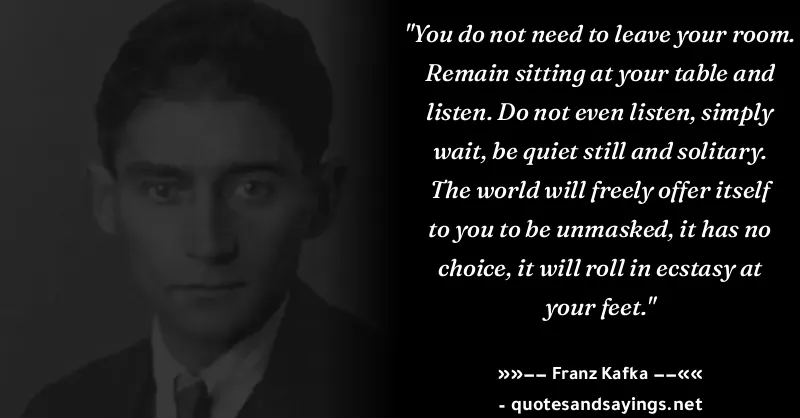 "You do not need to leave your room.
Remain sitting at your table and
listen. Do not even listen, simply
wait, be quiet still and solitary.
The world will freely offer itself
to you to be unmasked, it has no
choice, it will roll in ecstasy at
your feet."
»»−− Franz Kafka −−««
- quotesandsayings.net